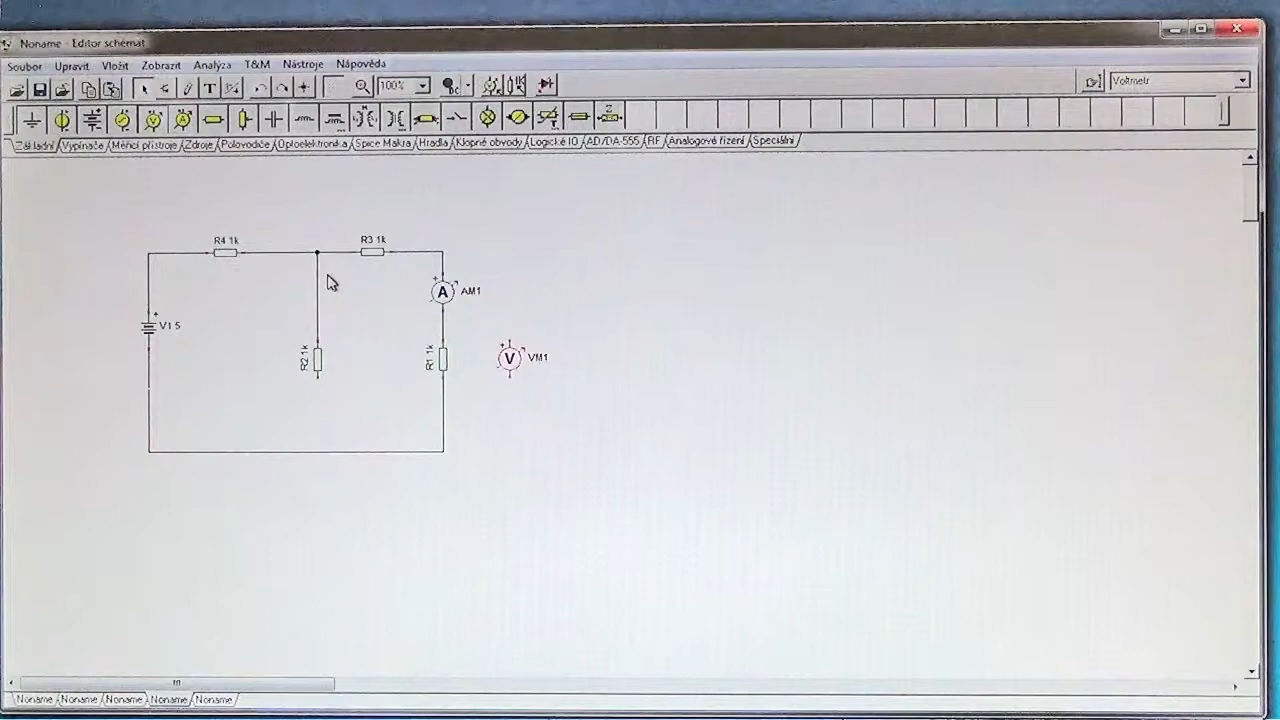 Noname - Editor schémat
Soubor Upravit Vložit Zobrazit Analýza T&M Nástroje Nápověda
T 100% Voltmetr
Základní Vypínače Měřicí přístroje Zdroje Polovodiče Optoelektronika Spice Makra Hradla Klopné obvody Logické IO AD/DA-555 RF Analogové řízení Speciální
R4 1k R3 1k
A AM1
V1 5
R2 1k R1 1k V VM1
Noname Noname Noname Noname Noname